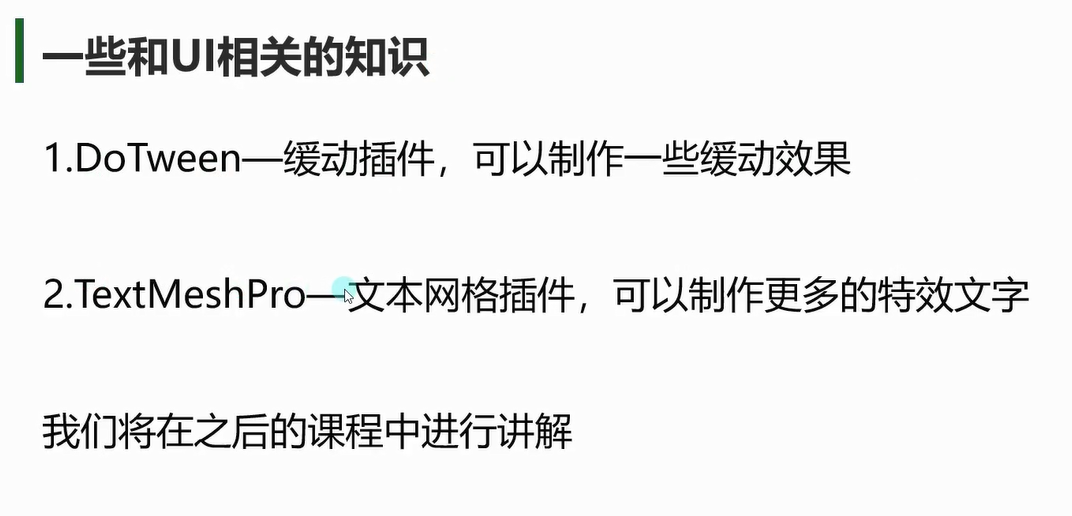 一些和UI相关的知识
1.DoTween—缓动插件，可以制作一些缓动效果
2.TextMeshPro—文本网格插件，可以制作更多的特效文字
我们将在之后的课程中进行讲解